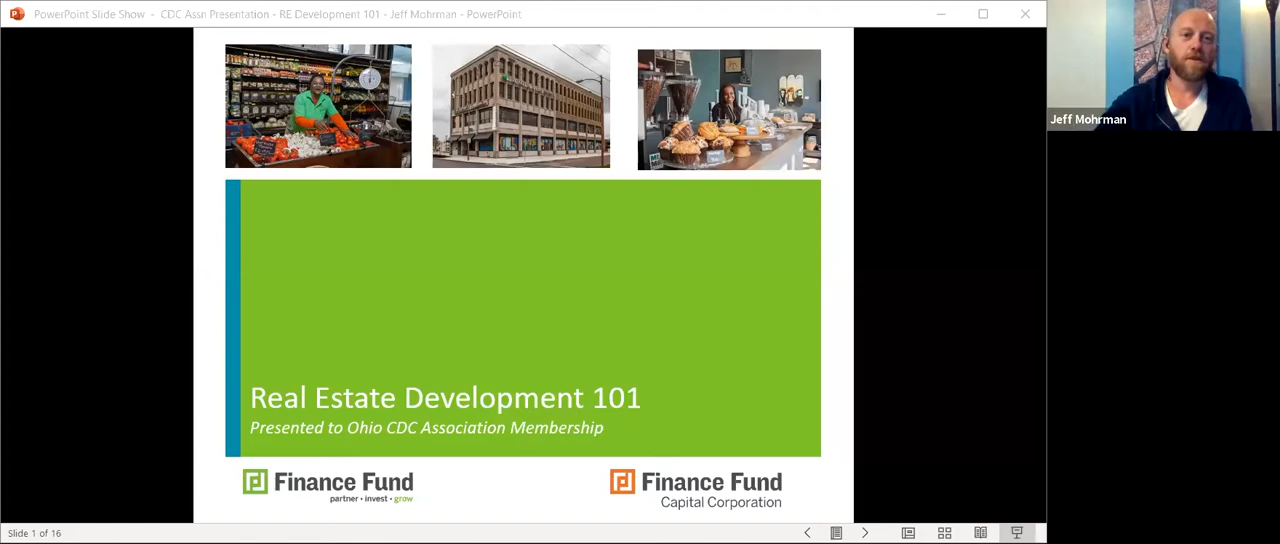 PowerPoint Slide Show - CDC Assn Presentation - RE Development 101 - Jeff Mohrman - PowerPoint
Jeff Mohrman
Real Estate Development 101
Presented to Ohio CDC Association Membership
Finance Fund
partner • invest • grow
Finance Fund
Capital Corporation
Slide 1 of 16